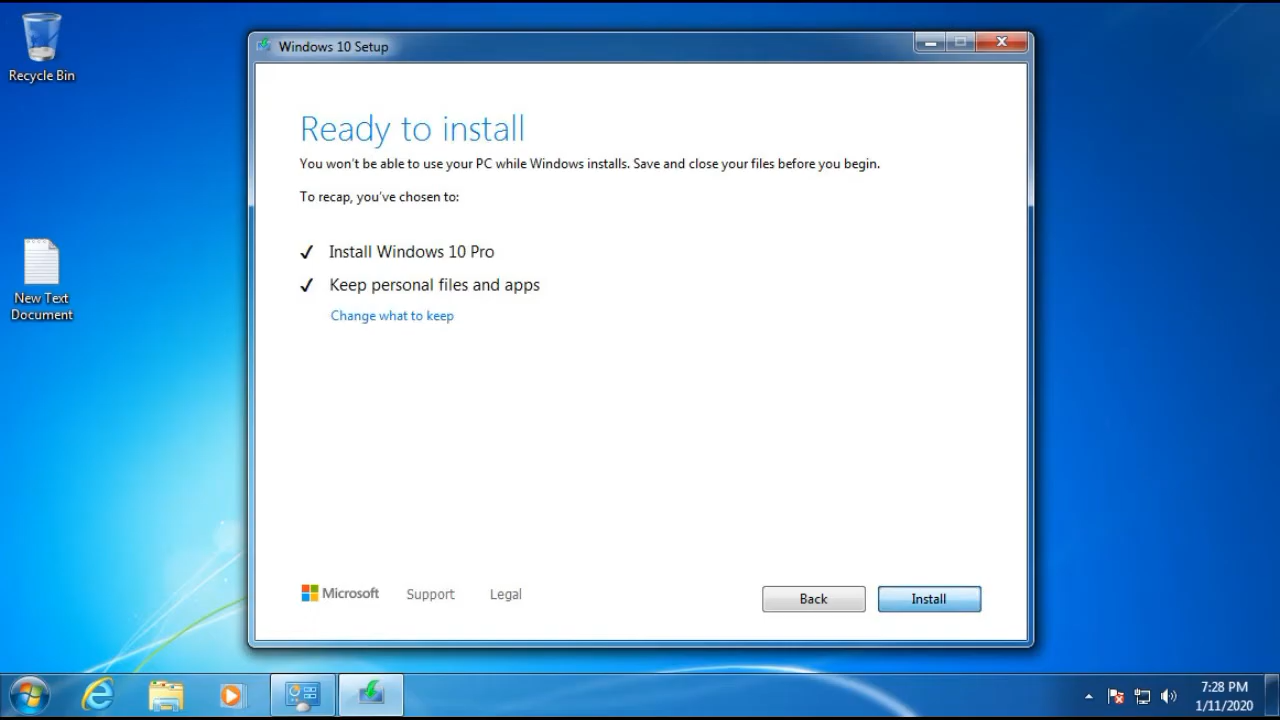 Recycle Bin
New Text
Document
Windows 10 Setup
Ready to install
You won't be able to use your PC while Windows installs. Save and close your files before you begin.
To recap, you've chosen to:
Install Windows 10 Pro
Keep personal files and apps
Change what to keep
Microsoft
Support
Legal
Back
Install
7:28 PM
1/11/2020